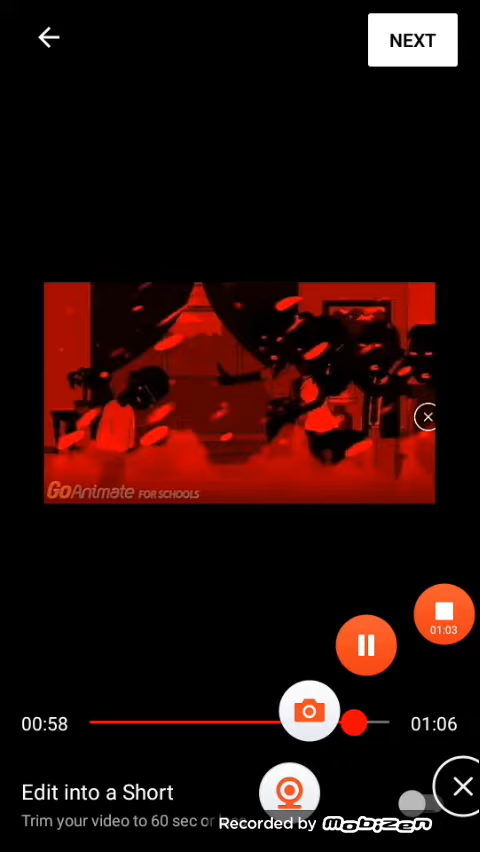 NEXT
GoAnimate FOR SCHOOLS
01:03
00:58
01:06
Edit into a Short
Trim your video to 60 sec or
Recorded by mobizen